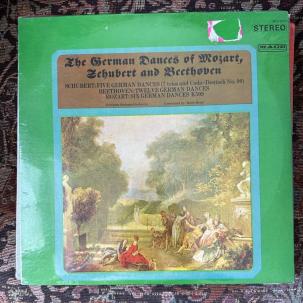 STEREO
The German Dances of Mozart,
Schubert and Beethoven
SCHUBERT: FIVE GERMAN DANCES (7 trios and Coda-Deutsch No. 90)
BEETHOVEN: TWELVE GERMAN DANCES
MOZART: SIX GERMAN DANCES K509